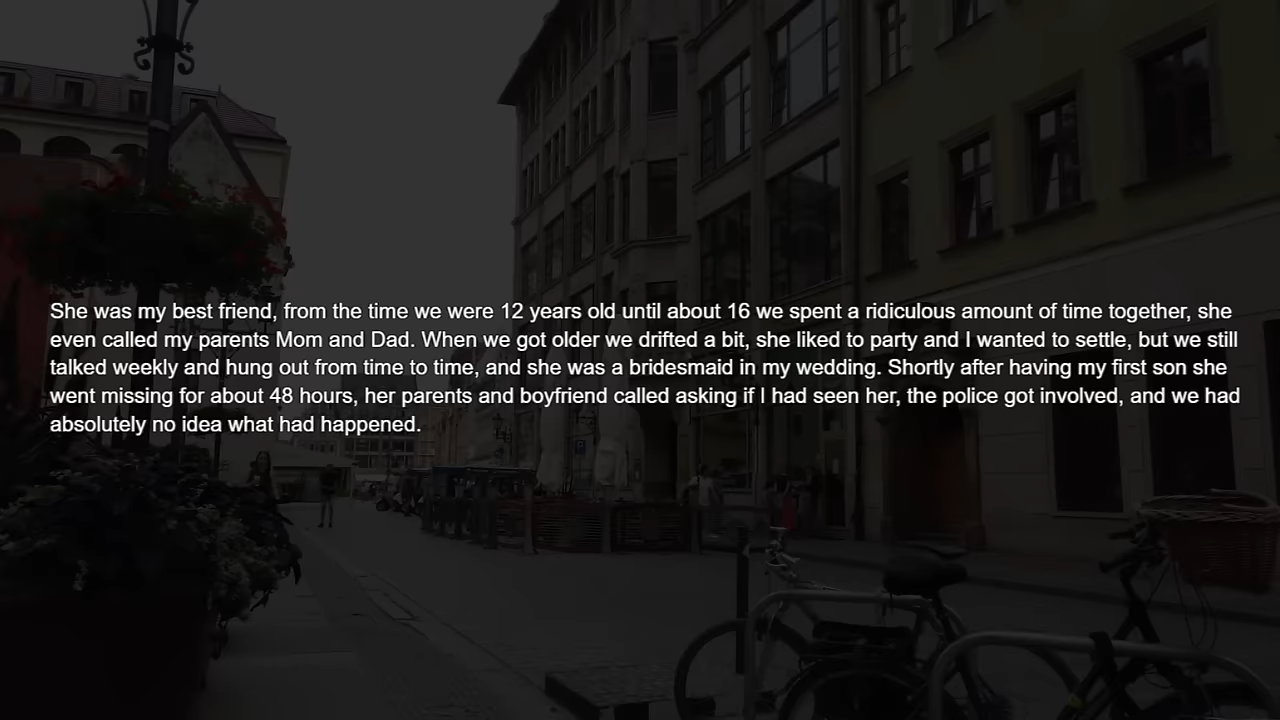 She was my best friend, from the time we were 12 years old until about 16 we spent a ridiculous amount of time together, she
even called my parents Mom and Dad. When we got older we drifted a bit, she liked to party and I wanted to settle, but we still
talked weekly and hung out from time to time, and she was a bridesmaid in my wedding. Shortly after having my first son she
went missing for about 48 hours, her parents and boyfriend called asking if I had seen her, the police got involved, and we had
absolutely no idea what had happened.